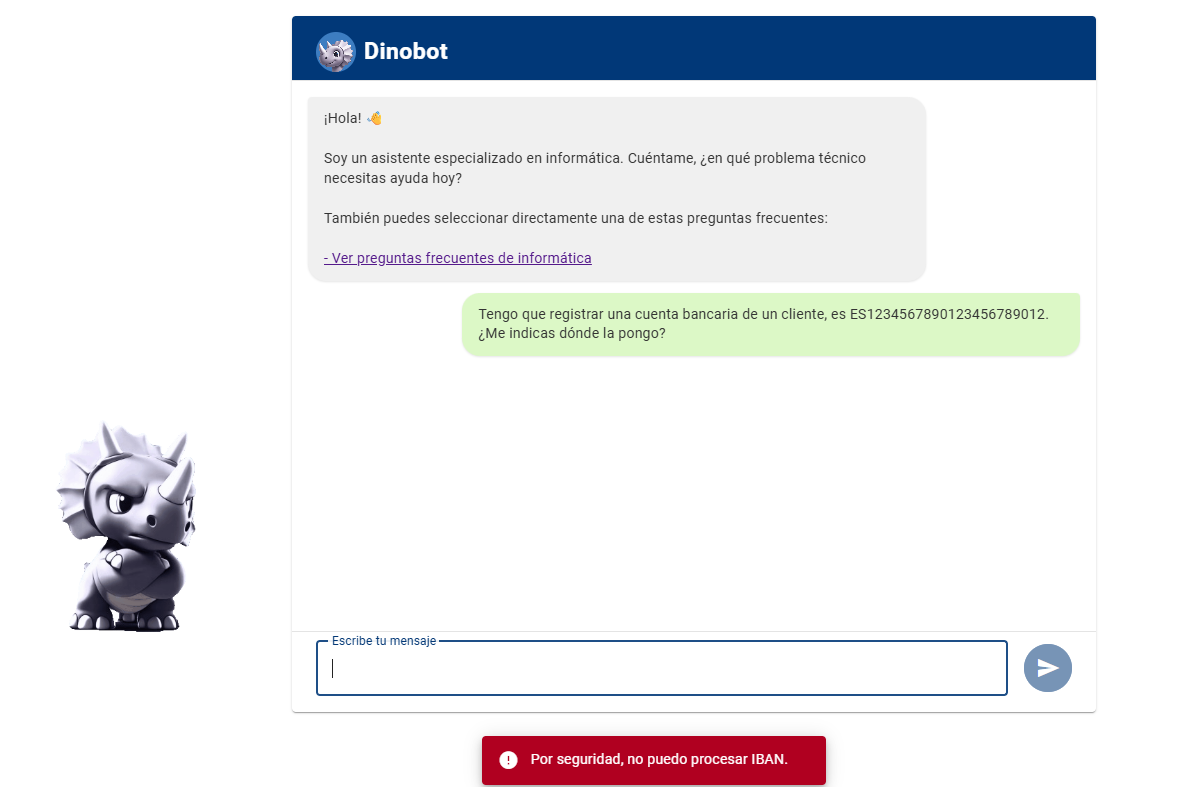 Dinobot
¡Hola! 👋
Soy un asistente especializado en informática. Cuéntame, ¿en qué problema técnico
necesitas ayuda hoy?
También puedes seleccionar directamente una de estas preguntas frecuentes:
- Ver preguntas frecuentes de informática
Tengo que registrar una cuenta bancaria de un cliente, es ES1234567890123456789012.
¿Me indicas dónde la pongo?
Escribe tu mensaje
Por seguridad, no puedo procesar IBAN.